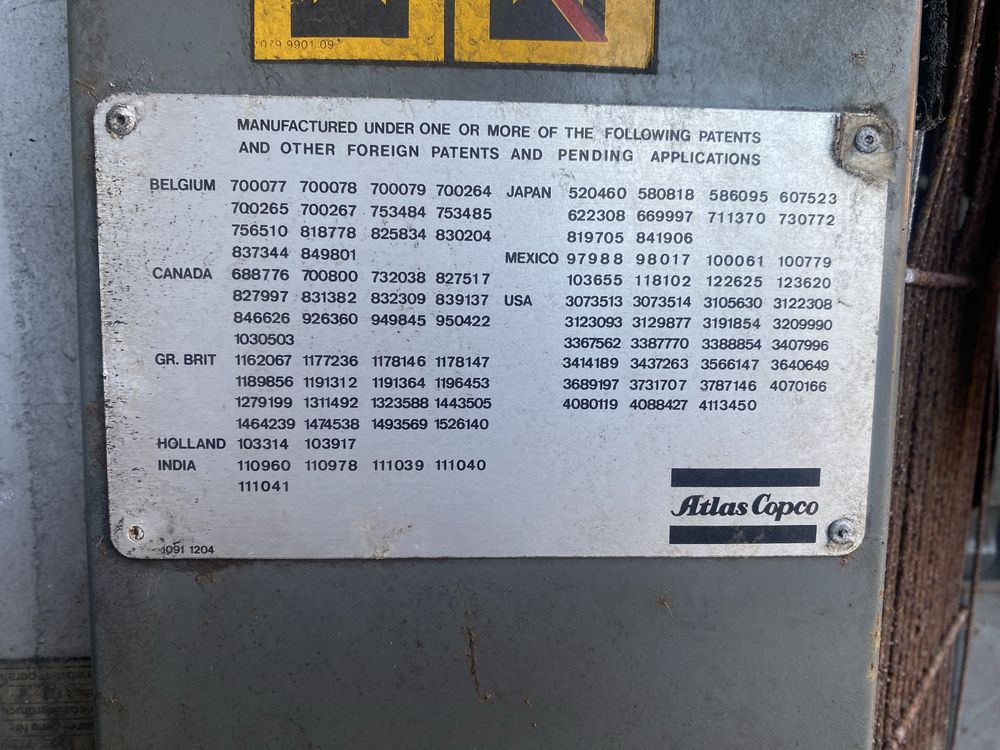 079 9901 09
MANUFACTURED UNDER ONE OR MORE OF THE FOLLOWING PATENTS
AND OTHER FOREIGN PATENTS AND PENDING APPLICATIONS
BELGIUM 700077 700078 700079 700264
700265 700267 753484 753485
756510 818778 825834 830204
837344 849801
CANADA 688776 700800 732038 827517
827997 831382 832309 839137
846626 926360 949845 950422
1030503
GR. BRIT 1162067 1177236 1178146 1178147
1189856 1191312 1191364 1196453
1279199 1311492 1323588 1443505
1464239 1474538 1493569 1526140
HOLLAND 103314 103917
INDIA 110960 110978 111039 111040
111041
JAPAN 520460 580818 586095 607523
622308 669997 711370 730772
819705 841906
MEXICO 97988 98017 100061 100779
103655 118102 122625 123620
USA 3073513 3073514 3105630 3122308
3123093 3129877 3191854 3209990
3367562 3387770 3388854 3407996
3414189 3437263 3566147 3640649
3689197 3731707 3787146 4070166
4080119 4088427 4113450
Atlas Copco
1091 1204